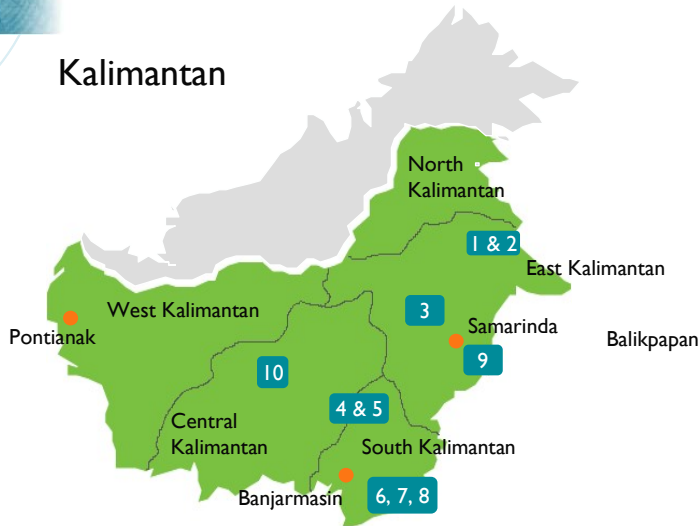 Kalimantan
North
Kalimantan
1 & 2
East Kalimantan
West Kalimantan
3
Samarinda
Pontianak
Balikpapan
9
10
4 & 5
Central
Kalimantan
South Kalimantan
Banjarmasin
6, 7, 8